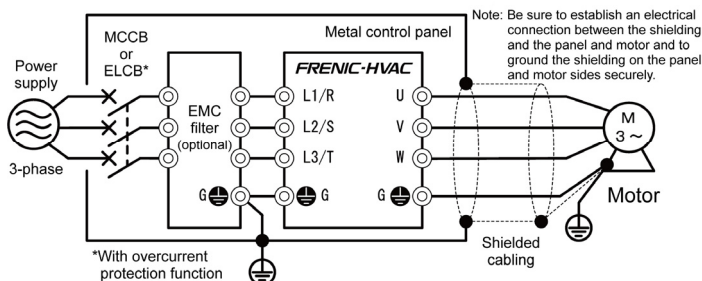 Note: Be sure to establish an electrical
connection between the shielding
and the panel and motor and to
ground the shielding on the panel
and motor sides securely.
Metal control panel
MCCB
or
ELCB*
Power
supply
3-phase
EMC
filter
(optional)
FRENIC-HVAC
L1/R
L2/S
L3/T
G
G
U
V
W
G
M
3 ~
Motor
Shielded
cabling
*With overcurrent
protection function